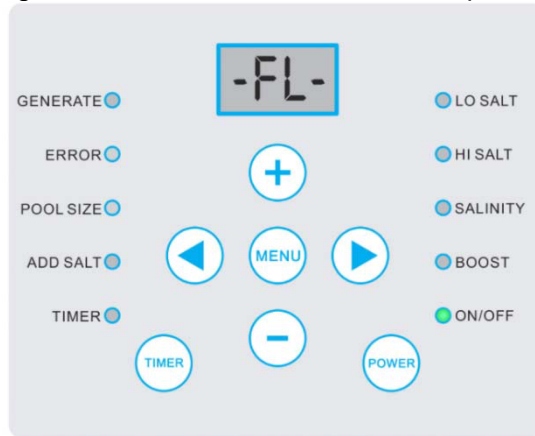 -FL-
GENERATE
LO SALT
ERROR
HI SALT
POOL SIZE
SALINITY
ADD SALT
MENU
BOOST
TIMER
ON/OFF
TIMER
POWER